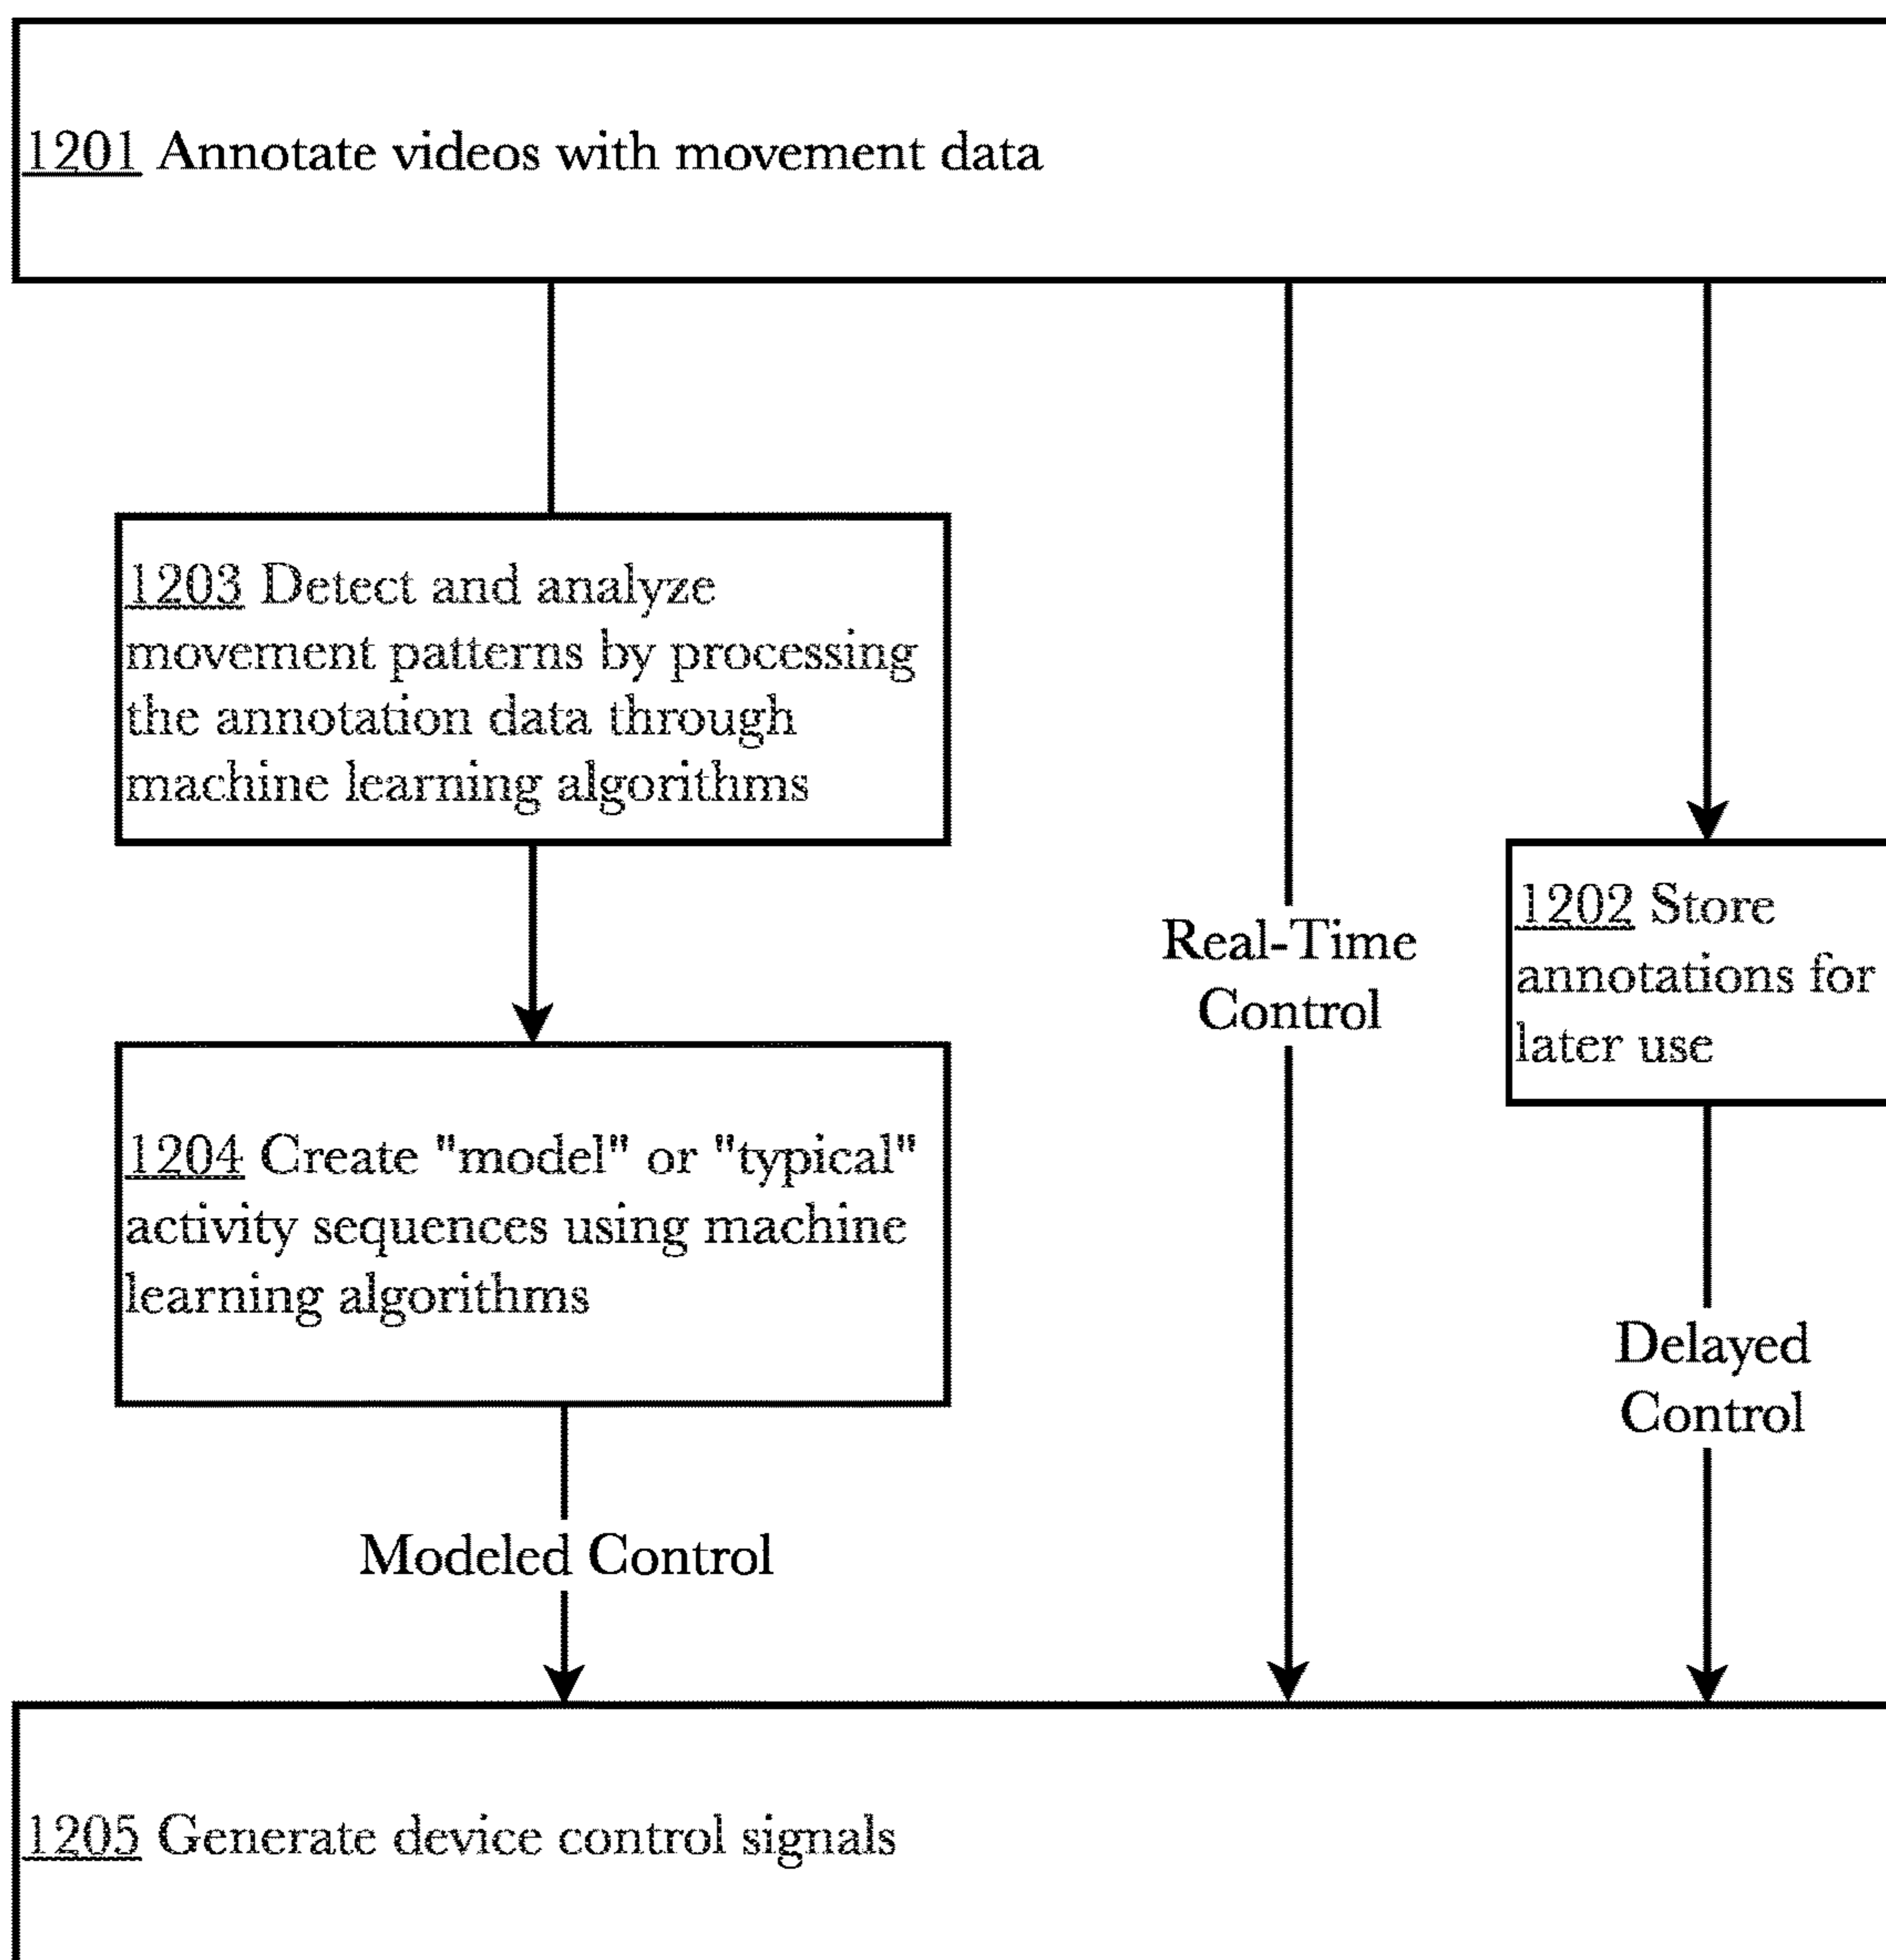 1201 Annotate videos with movement data
1203 Detect and analyze
movement patterns by processing
the annotation data through
machine learning algorithms
1204 Create "model" or "typical"
activity sequences using machine
learning algorithms
Modeled Control
Real-Time
Control
1202 Store
annotations for
later use
Delayed
Control
1205 Generate device control signals